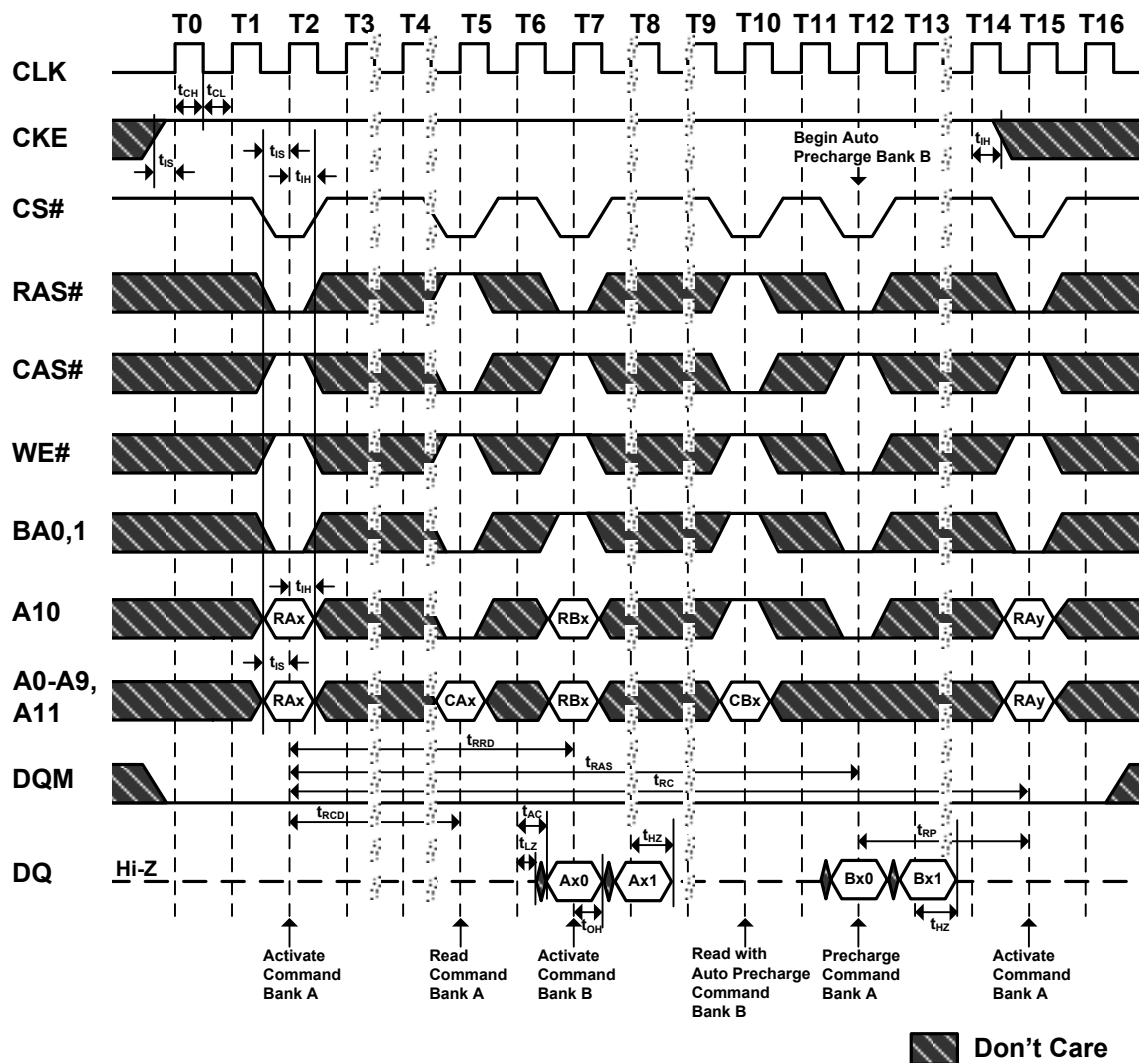 T0 T1 T2 T3 T4 T5 T6 T7 T8 T9 T10 T11 T12 T13 T14 T15 T16
CLK
tCH tCL
CKE
tIS
tIS
tIH
Begin Auto
Precharge Bank B
tIH
CS#
RAS#
CAS#
WE#
BA0,1
tIH
A10
RAx RBx RAy
tIS
A0-A9,
A11
RAx CAx RBx CBx RAy
tRRD
tRAS
DQM
tRC
tRCD
tAC
tLZ
tHZ
tRP
DQ
Hi-Z
Ax0 Ax1 Bx0 Bx1
tOH
tHZ
Activate
Command
Bank A
Read
Command
Bank A
Activate
Command
Bank B
Read with
Auto Precharge
Command
Bank B
Precharge
Command
Bank A
Activate
Command
Bank A
Don't Care